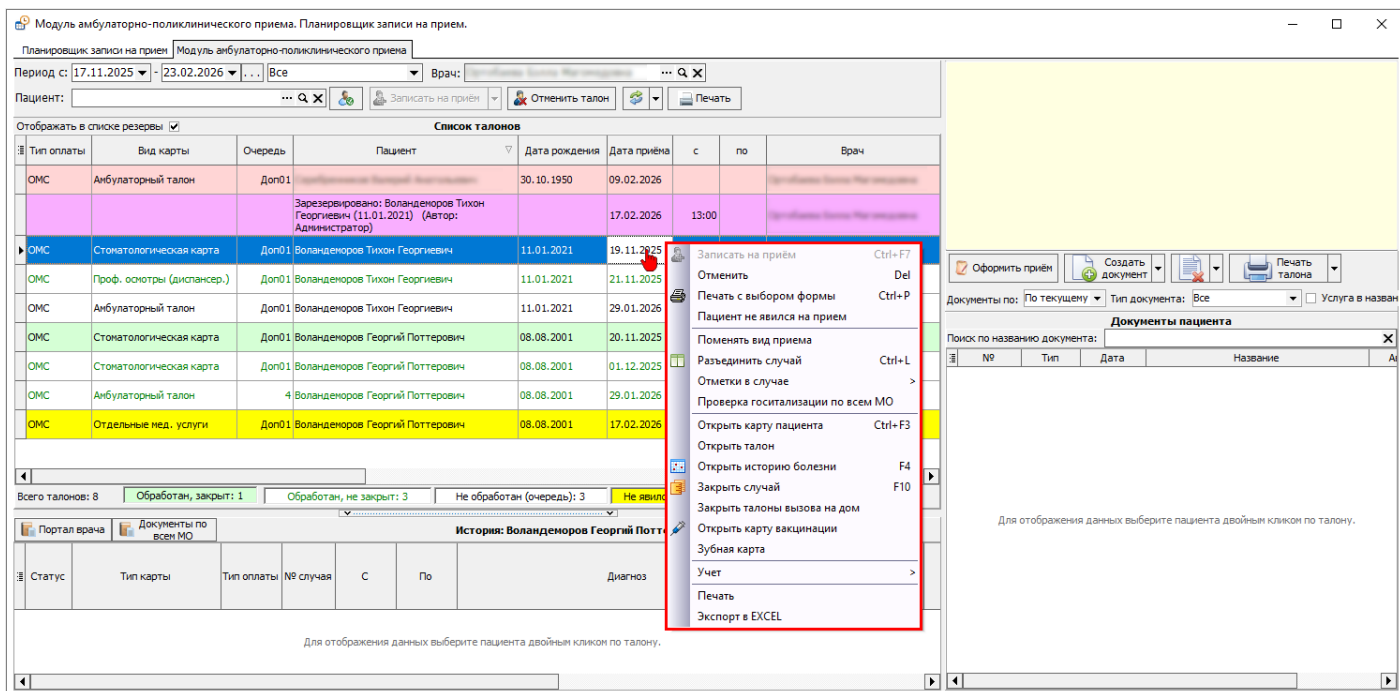 Модуль амбулаторно-поликлинического приема. Планировщик записи на прием.
Планировщик записи на прием Модуль амбулаторно-поликлинического приема
Период с: 17.11.2025 - 23.02.2026 ... Все Врач: ...
Пациент: ... Записать на приём Отменить талон Печать
Отображать в списке резервы Список талонов
Тип оплаты Вид карты Очередь Пациент Дата рождения Дата приёма с по Врач
ОМС Амбулаторный талон Доп01 30.10.1950 09.02.2026
Зарезервировано: Воландеморов Тихон
Георгиевич (11.01.2021) (Автор: 17.02.2026 13:00
Администратор)
ОМС Стоматологическая карта Доп01 Воландеморов Тихон Георгиевич 11.01.2021 19.11.2025
ОМС Проф. осмотры (диспансер.) Доп01 Воландеморов Тихон Георгиевич 11.01.2021 21.11.2025
ОМС Амбулаторный талон Доп01 Воландеморов Тихон Георгиевич 11.01.2021 29.01.2026
ОМС Стоматологическая карта Доп01 Воландеморов Георгий Поттерович 08.08.2001 20.11.2025
ОМС Стоматологическая карта Доп01 Воландеморов Георгий Поттерович 08.08.2001 01.12.2025
ОМС Амбулаторный талон 4 Воландеморов Георгий Поттерович 08.08.2001 29.01.2026
ОМС Отдельные мед. услуги Доп01 Воландеморов Георгий Поттерович 08.08.2001 17.02.2026
Всего талонов: 8 Обработан, закрыт: 1 Обработан, не закрыт: 3 Не обработан (очередь): 3 Не явило
Портал врача Документы по
всем МО
История: Воландеморов Георгий Потте
Статус Тип карты Тип оплаты № случая С По Диагноз
Для отображения данных выберите пациента двойным кликом по талону.
Записать на приём Ctrl+F7
Отменить Del
Печать с выбором формы Ctrl+P
Пациент не явился на прием
Поменять вид приема
Разъединить случай Ctrl+L
Отметки в случае >
Проверка госитализации по всем МО
Открыть карту пациента Ctrl+F3
Открыть талон
Открыть историю болезни F4
Закрыть случай F10
Закрыть талоны вызова на дом
Открыть карту вакцинации
Зубная карта
Учет >
Печать
Экспорт в EXCEL
Оформить приём Создать
документ
Печать
талона
Документы по: По текущему Тип документа: Все Услуга в назван
Документы пациента
Поиск по названию документа:
№ Тип Дата Название
Для отображения данных выберите пациента двойным кликом по талону.